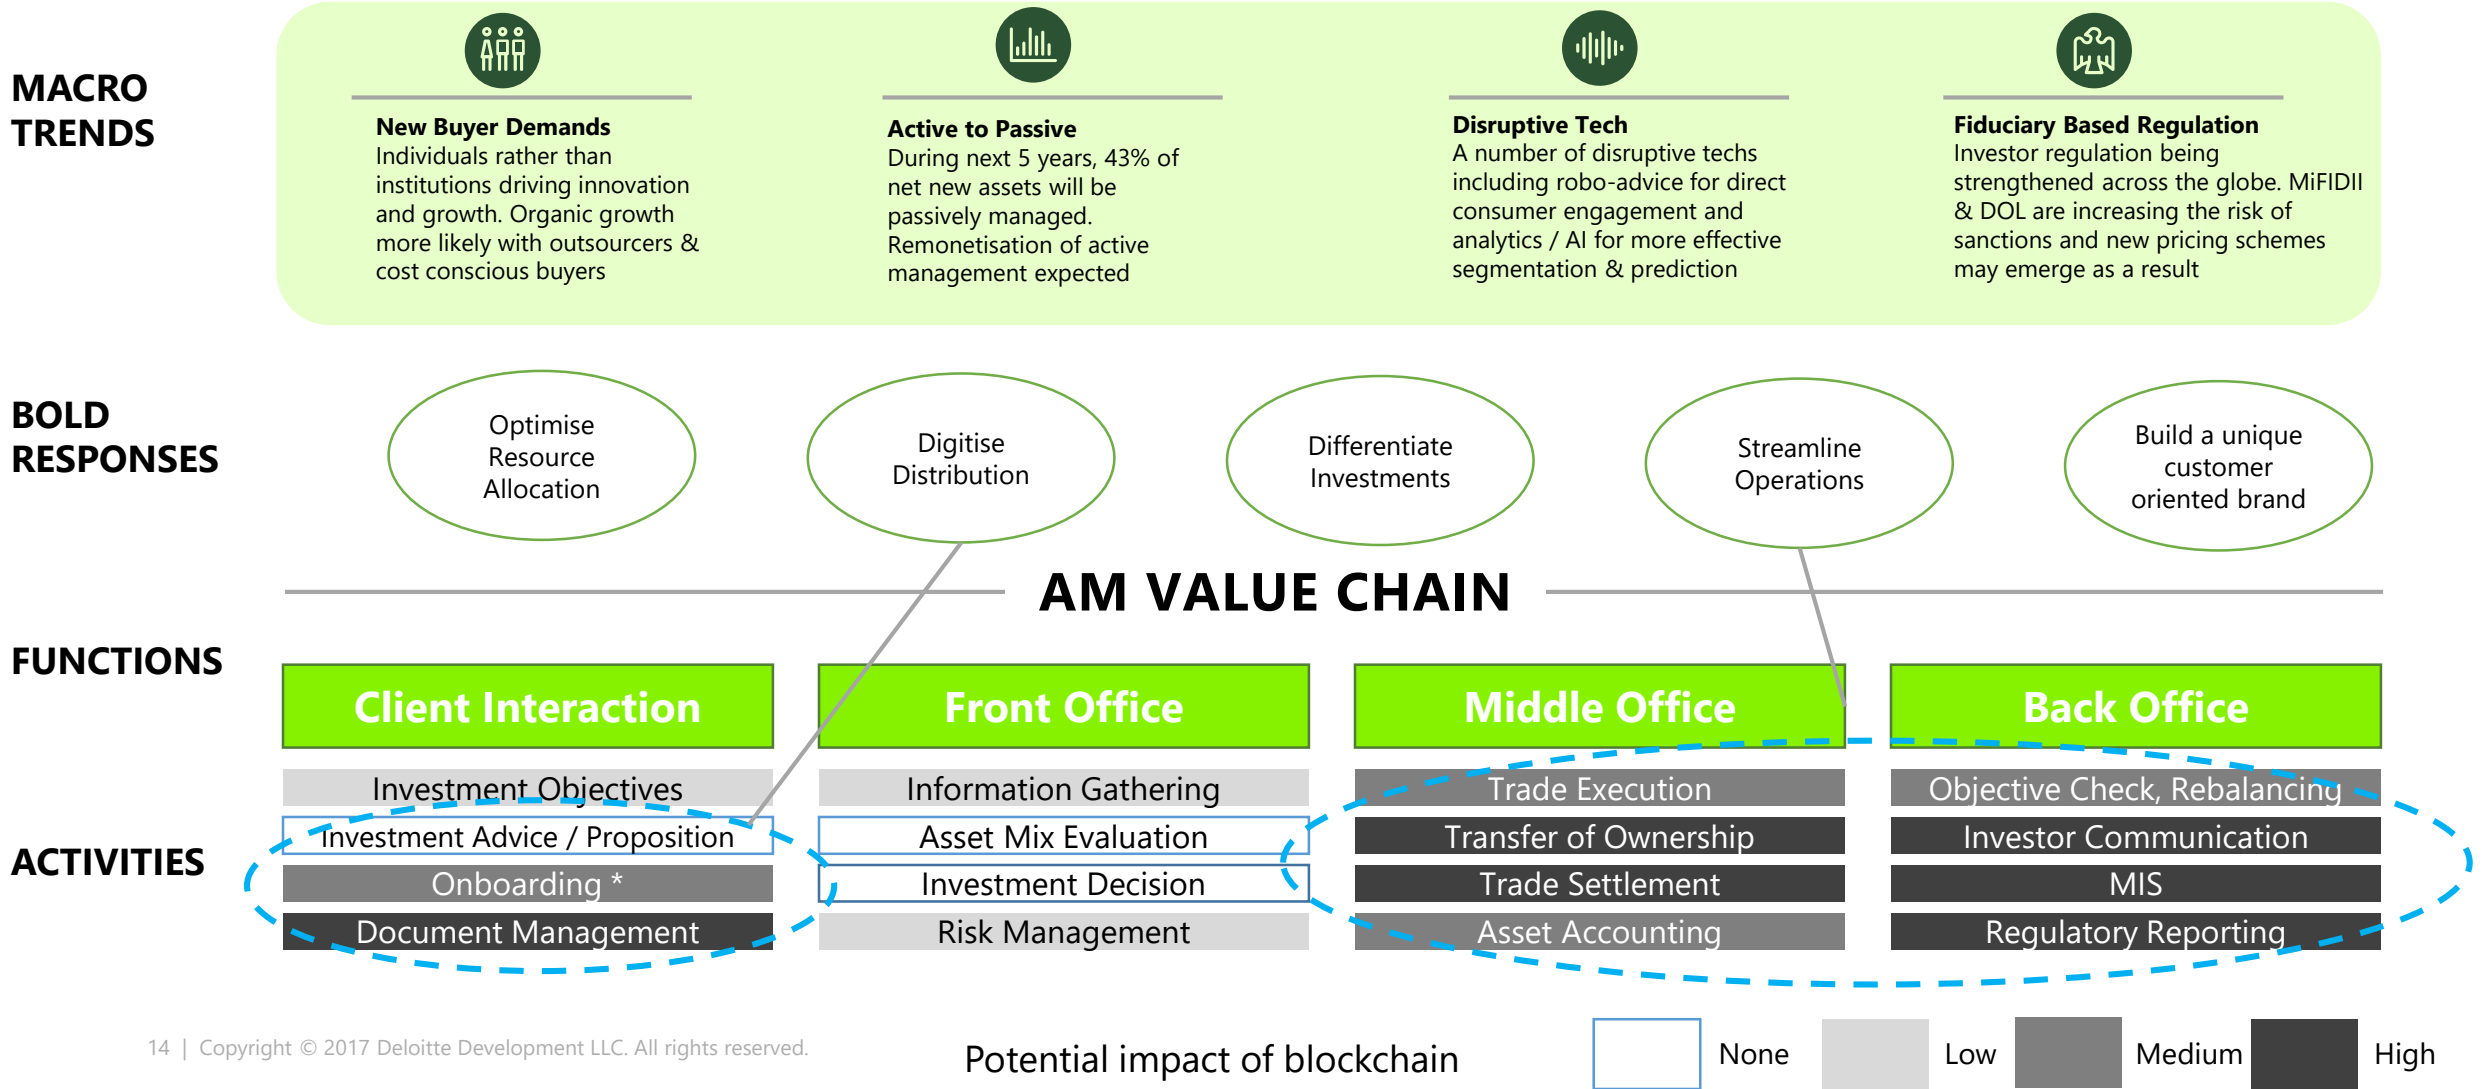 MACRO
TRENDS
New Buyer Demands
Individuals rather than
institutions driving innovation
and growth. Organic growth
more likely with outsourcers &
cost conscious buyers
Active to Passive
During next 5 years, 43% of
net new assets will be
passively managed.
Remonetisation of active
management expected
Disruptive Tech
A number of disruptive techs
including robo-advice for direct
consumer engagement and
analytics / AI for more effective
segmentation & prediction
Fiduciary Based Regulation
Investor regulation being
strengthened across the globe. MiFIDII
& DOL are increasing the risk of
sanctions and new pricing schemes
may emerge as a result
BOLD
RESPONSES
Optimise
Resource
Allocation
Digitise
Distribution
Differentiate
Investments
Streamline
Operations
Build a unique
customer
oriented brand
AM VALUE CHAIN
FUNCTIONS
Client Interaction
Front Office
Middle Office
Back Office
ACTIVITIES
Investment Objectives
Investment Advice / Proposition
Onboarding *
Document Management
Information Gathering
Asset Mix Evaluation
Investment Decision
Risk Management
Trade Execution
Transfer of Ownership
Trade Settlement
Asset Accounting
Objective Check, Rebalancing
Investor Communication
MIS
Regulatory Reporting
14 | Copyright © 2017 Deloitte Development LLC. All rights reserved.
Potential impact of blockchain
None
Low
Medium
High